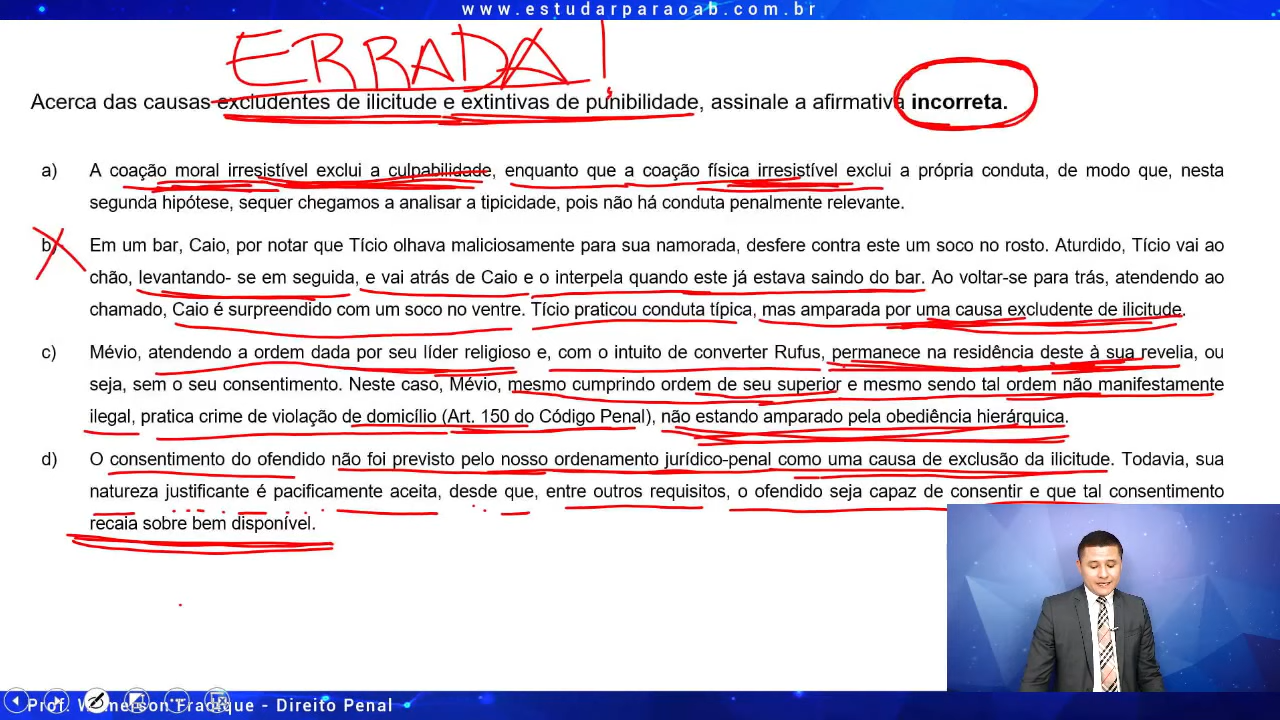 www.estudarparaoab.com.br
ERRADA!
Acerca das causas excludentes de ilicitude e extintivas de punibilidade, assinale a afirmativa incorreta.
a) A coação moral irresistível exclui a culpabilidade, enquanto que a coação física irresistível exclui a própria conduta, de modo que, nesta
segunda hipótese, sequer chegamos a analisar a tipicidade, pois não há conduta penalmente relevante.
b) Em um bar, Caio, por notar que Tício olhava maliciosamente para sua namorada, desfere contra este um soco no rosto. Aturdido, Tício vai ao
chão, levantando- se em seguida, e vai atrás de Caio e o interpela quando este já estava saindo do bar. Ao voltar-se para trás, atendendo ao
chamado, Caio é surpreendido com um soco no ventre. Tício praticou conduta típica, mas amparada por uma causa excludente de ilicitude.
c) Mévio, atendendo a ordem dada por seu líder religioso e, com o intuito de converter Rufus, permanece na residência deste à sua revelia, ou
seja, sem o seu consentimento. Neste caso, Mévio, mesmo cumprindo ordem de seu superior e mesmo sendo tal ordem não manifestamente
ilegal, pratica crime de violação de domicílio (Art. 150 do Código Penal), não estando amparado pela obediência hierárquica.
d) O consentimento do ofendido não foi previsto pelo nosso ordenamento jurídico-penal como uma causa de exclusão da ilicitude. Todavia, sua
natureza justificante é pacificamente aceita, desde que, entre outros requisitos, o ofendido seja capaz de consentir e que tal consentimento
recaia sobre bem disponível.
Prof. - Direito Penal